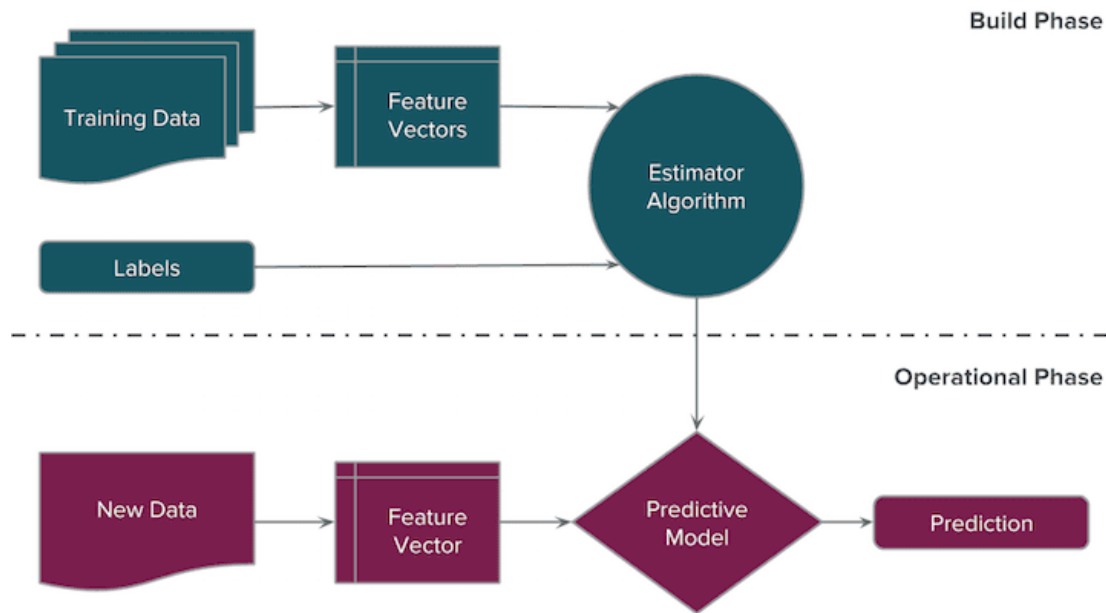 Build Phase
Training Data
Feature
Vectors
Estimator
Algorithm
Labels
Operational Phase
New Data
Feature
Vector
Predictive
Model
Prediction